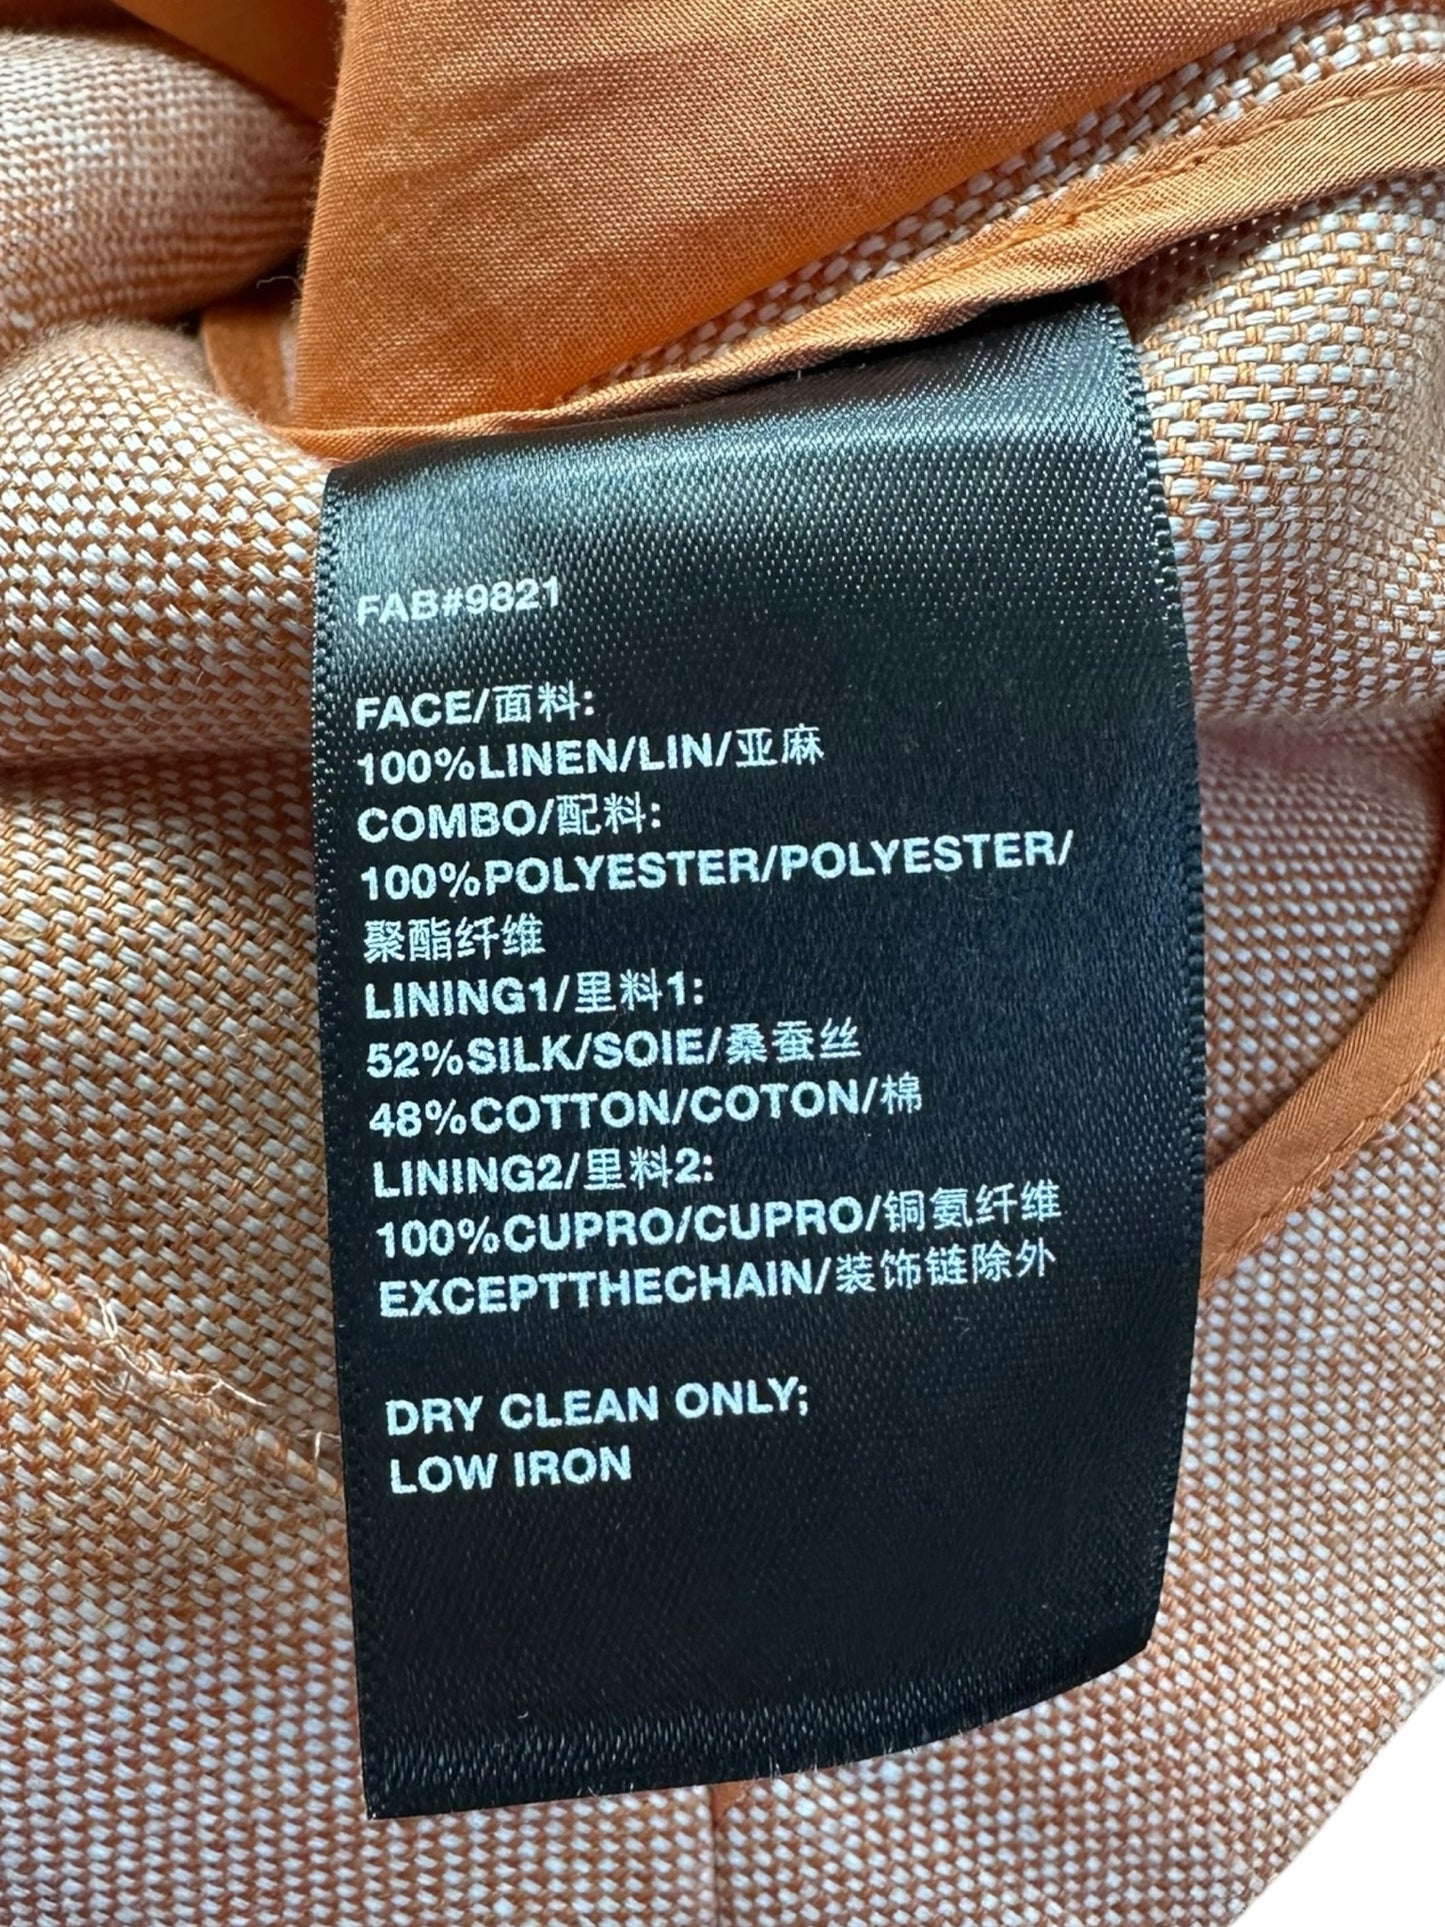 FAB#9821
FACE/面料:
100%LINEN/LIN/亚麻
COMBO/配料:
100%POLYESTER/POLYESTER/
聚酯纤维
LINING1/里料1:
52%SILK/SOIE/桑蚕丝
48%COTTON/COTON/棉
LINING2/里料2:
100%CUPRO/CUPRO/铜氨纤维
EXCEPTTHECHAIN/装饰链除外
DRY CLEAN ONLY;
LOW IRON